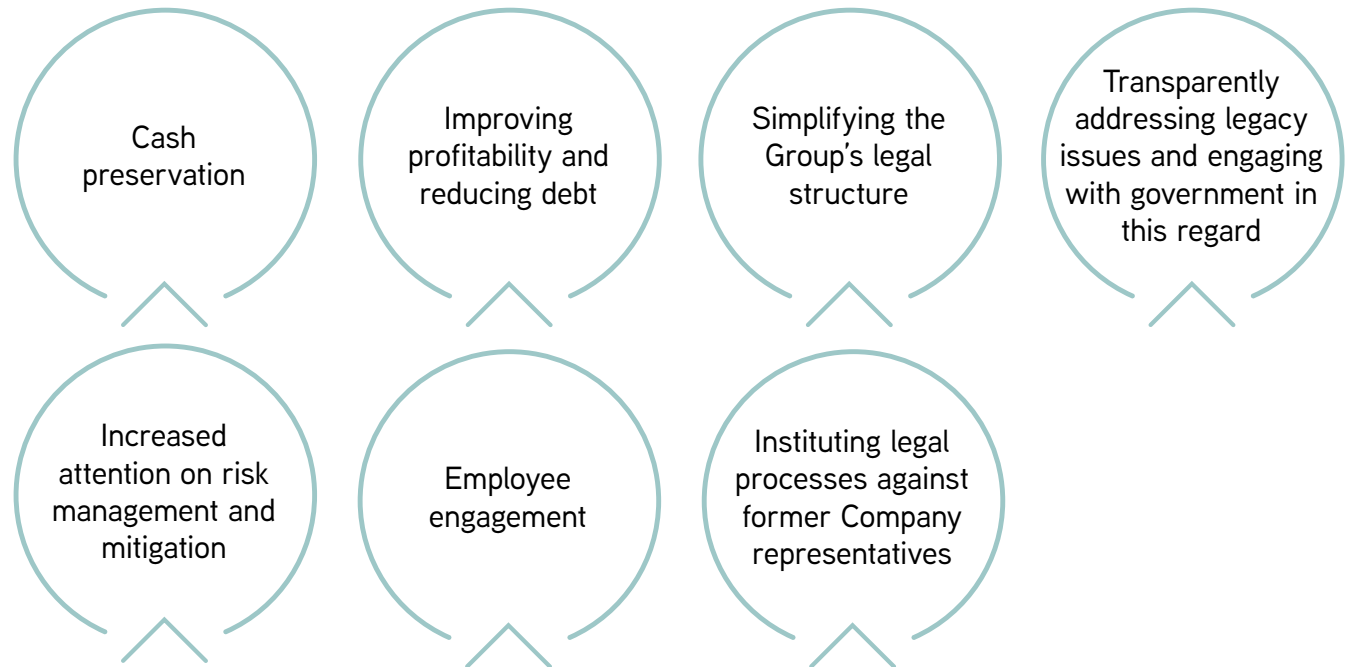 Cash
preservation
Improving
profitability and
reducing debt
Simplifying the
Group's legal
structure
Transparently
addressing legacy
issues and engaging
with government in
this regard
Increased
attention on risk
management and
mitigation
Employee
engagement
Instituting legal
processes against
former Company
representatives